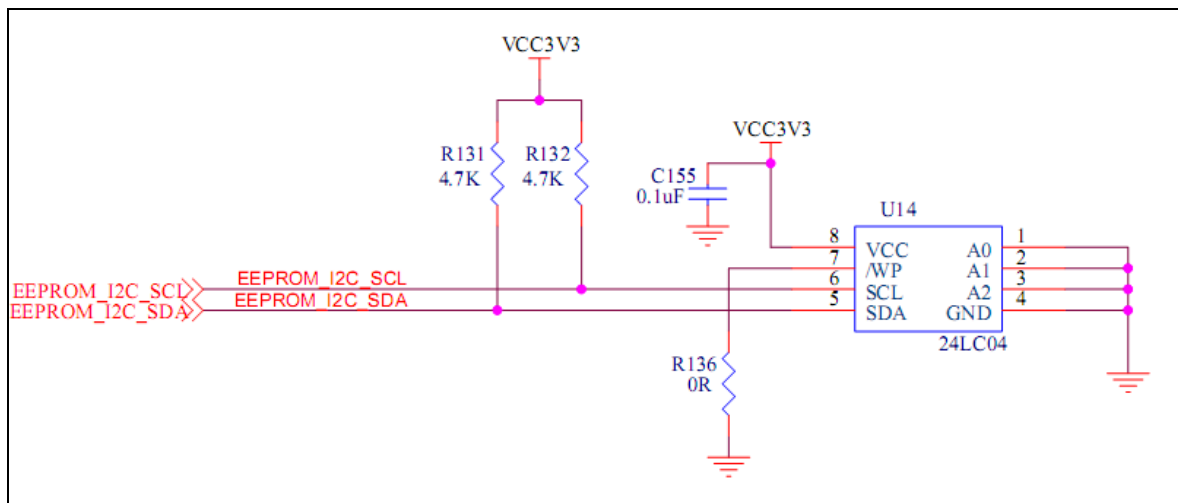 VCC3V3
VCC3V3
R131
4.7K
R132
4.7K
C155
0.1uF
U14
8
7
6
5
VCC
/WP
SCL
SDA
A0
A1
A2
GND
1
2
3
4
24LC04
EEPROM_I2C_SCL
EEPROM_I2C_SCL
EEPROM_I2C_SDA
EEPROM_I2C_SDA
R136
0R